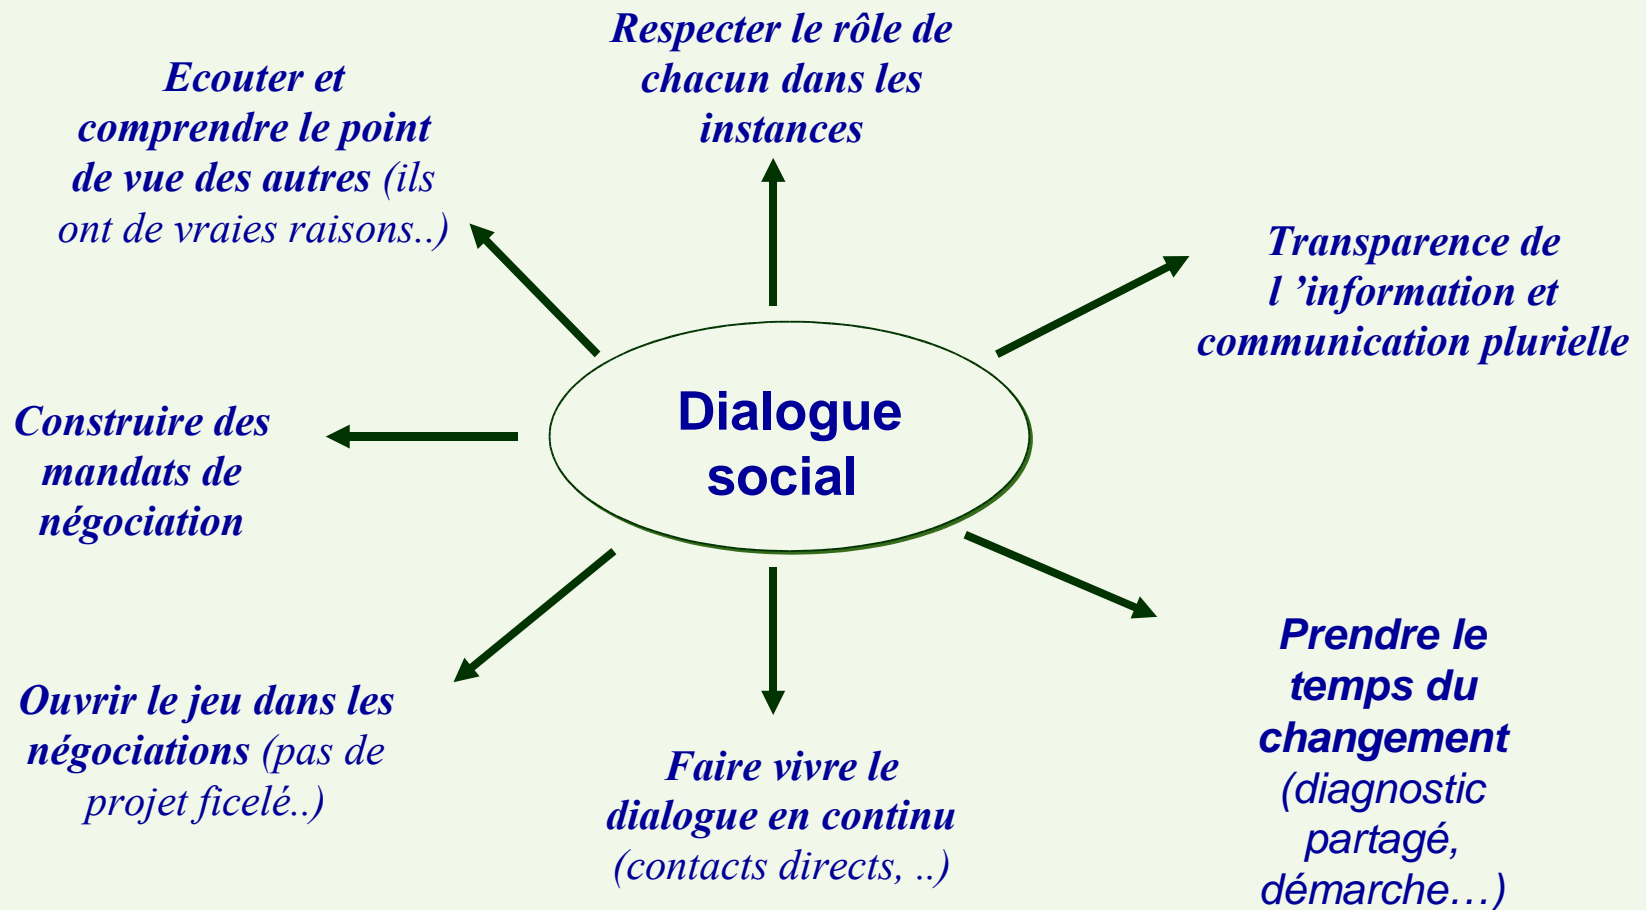 Respecter le rôle de
chacun dans les
instances
Ecouter et
comprendre le point
de vue des autres (ils
ont de vraies raisons..)
Transparence de
l ’information et
communication plurielle
Dialogue
social
Construire des
mandats de
négociation
Ouvrir le jeu dans les
négociations (pas de
projet ficelé..)
Faire vivre le
dialogue en continu
(contacts directs, ..)
Prendre le
temps du
changement
(diagnostic
partagé,
démarche…)